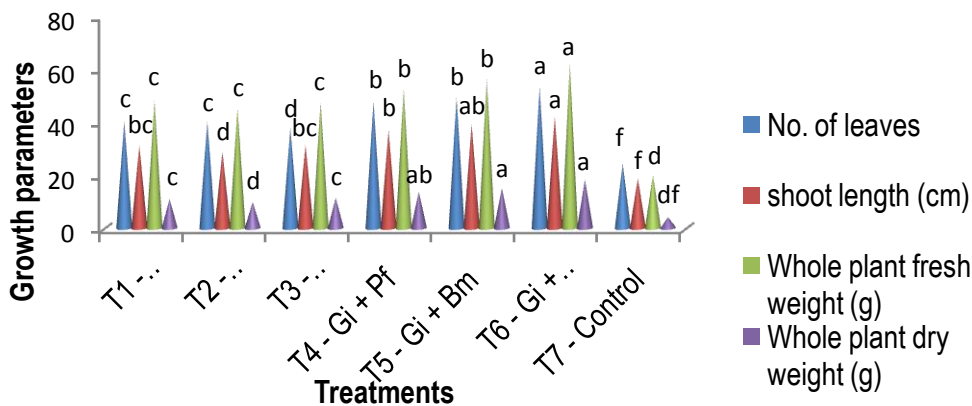 80
60
40
20
0
Growth parameters
c bc c c
c d c d
d bc c c
b b b ab
b ab b a
a a a a
f f d df
T1 -..
T2 -..
T3 -..
T4 - Gi + Pf
T5 - Gi + Bm
T6 - Gi +..
T7 - Control
Treatments
No. of leaves
shoot length (cm)
Whole plant fresh
weight (g)
Whole plant dry
weight (g)